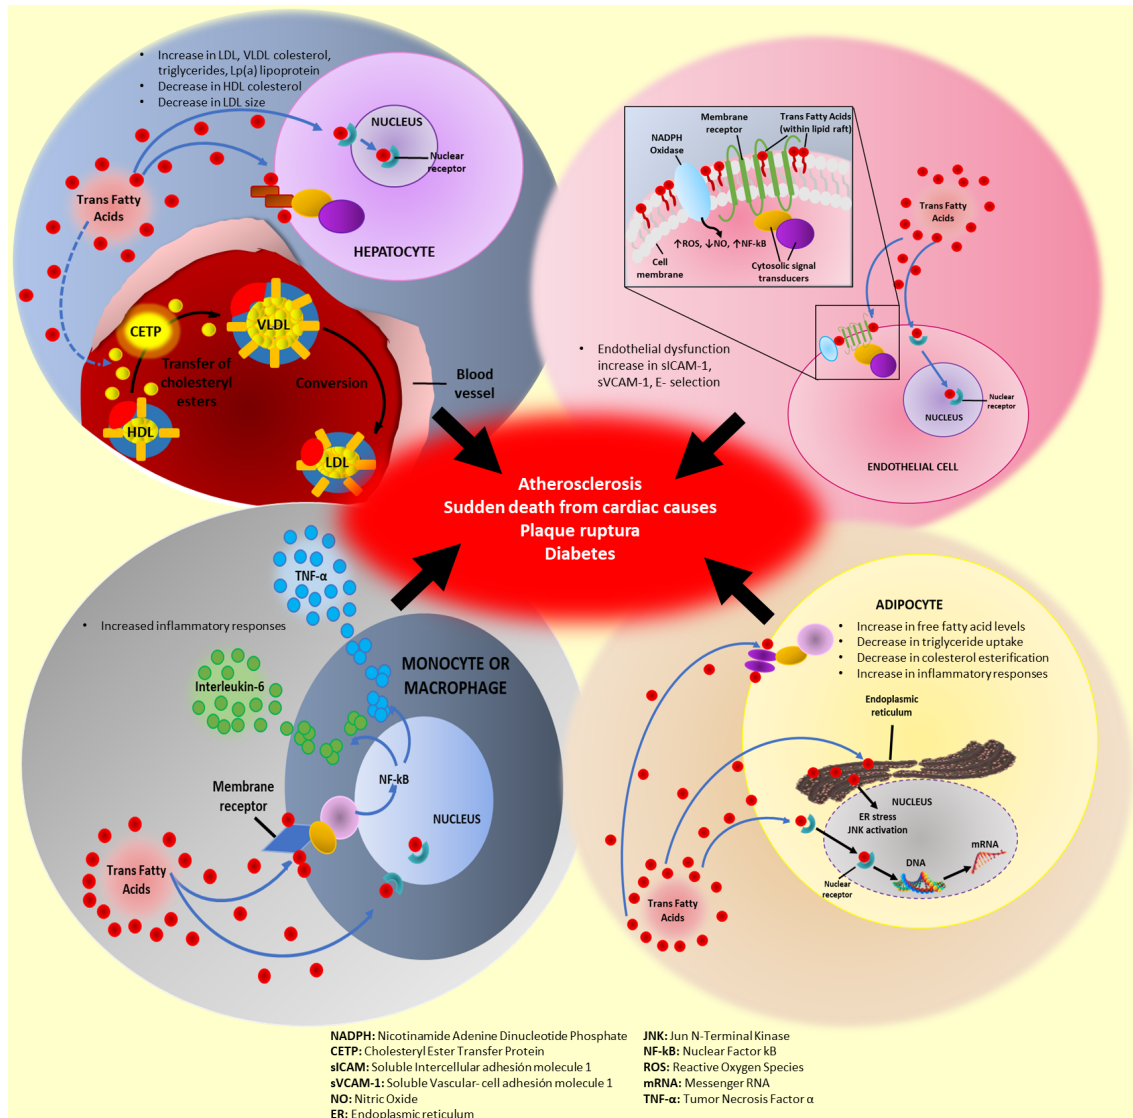 • Increase in LDL, VLDL colesterol,
triglycerides, Lp(a) lipoprotein
• Decrease in HDL colesterol
• Decrease in LDL size
NUCLEUS
Nuclear
receptor
Trans Fatty
Acids
HEPATOCYTE
CETP
VLDL
Transfer of
cholesteryl
esters
Conversion
HDL
LDL
Blood
vessel
NADPH
Oxidase
Membrane
receptor
Trans Fatty Acids
(within lipid raft)
↑ROS, ↓NO, ↑NF-kB
Cell
membrane
Cytosolic signal
transducers
Trans Fatty
Acids
• Endothelial dysfunction
increase in sICAM-1,
sVCAM-1, E- selection
Nuclear
receptor
NUCLEUS
ENDOTHELIAL CELL
Atherosclerosis
Sudden death from cardiac causes
Plaque ruptura
Diabetes
TNF-α
• Increased inflammatory responses
Interleukin-6
MONOCYTE OR
MACROPHAGE
NF-kB
Membrane
receptor
NUCLEUS
Trans Fatty
Acids
ADIPOCYTE
• Increase in free fatty acid levels
• Decrease in triglyceride uptake
• Decrease in colesterol esterification
• Increase in inflammatory responses
Endoplasmic
reticulum
NUCLEUS
ER stress
JNK activation
mRNA
DNA
Nuclear
receptor
Trans Fatty
Acids
NADPH: Nicotinamide Adenine Dinucleotide Phosphate
CETP: Cholesteryl Ester Transfer Protein
sICAM: Soluble Intercellular adhesión molecule 1
sVCAM-1: Soluble Vascular- cell adhesión molecule 1
NO: Nitric Oxide
ER: Endoplasmic reticulum
JNK: Jun N-Terminal Kinase
NF-kB: Nuclear Factor kB
ROS: Reactive Oxygen Species
mRNA: Messenger RNA
TNF-α: Tumor Necrosis Factor α